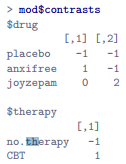 > mod$contrasts
$drug
         [,1] [,2]
placebo    -1   -1
anxifree    1   -1
joyzepam    0    2
$therapy
           [,1]
no.therapy   -1
CBT           1